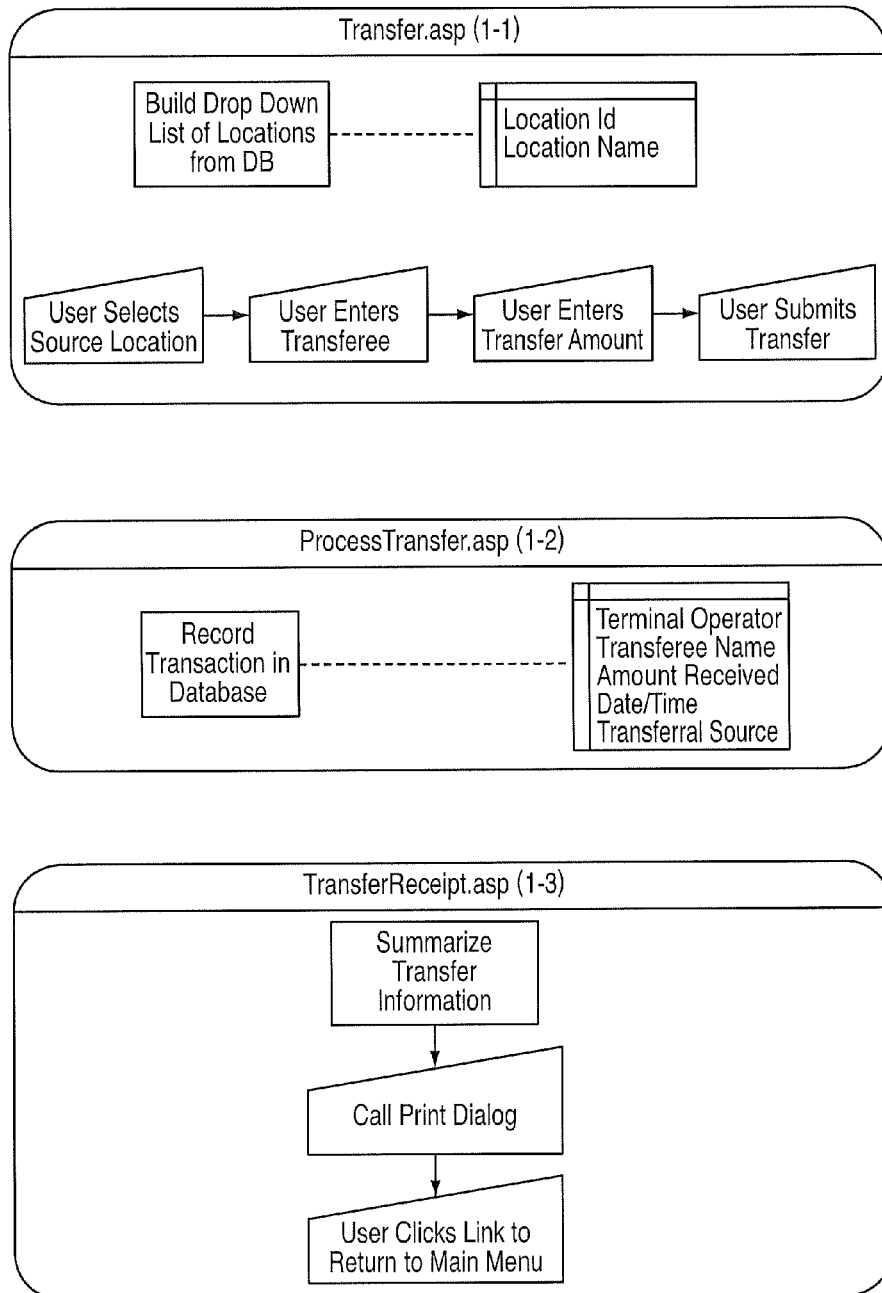 Transfer.asp (1-1)
Build Drop Down
List of Locations
from DB
Location Id
Location Name
User Selects
Source Location
User Enters
Transferee
User Enters
Transfer Amount
User Submits
Transfer
ProcessTransfer.asp (1-2)
Record
Transaction in
Database
Terminal Operator
Transferee Name
Amount Received
Date/Time
Transferral Source
TransferReceipt.asp (1-3)
Summarize
Transfer
Information
Call Print Dialog
User Clicks Link to
Return to Main Menu